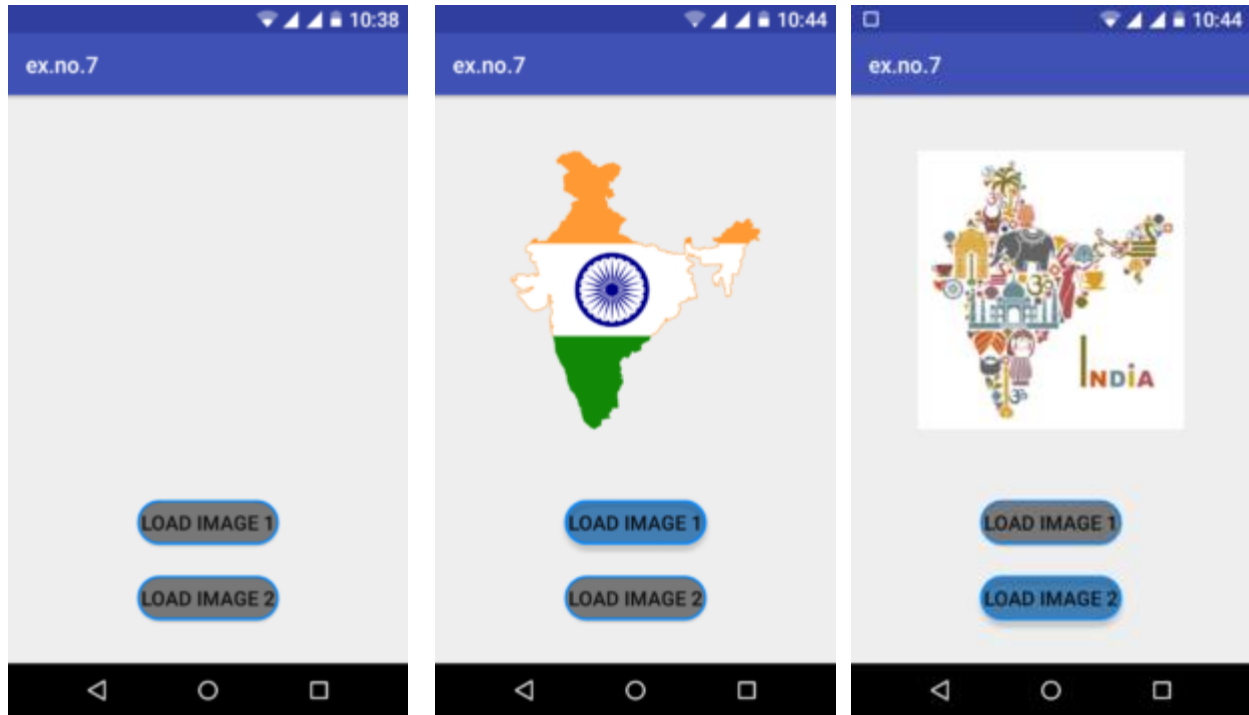 10:38
ex.no.7
LOAD IMAGE 1
LOAD IMAGE 2
10:44
ex.no.7
LOAD IMAGE 1
LOAD IMAGE 2
10:44
ex.no.7
ॐ
ॐ
INDiA
ॐ
LOAD IMAGE 1
LOAD IMAGE 2